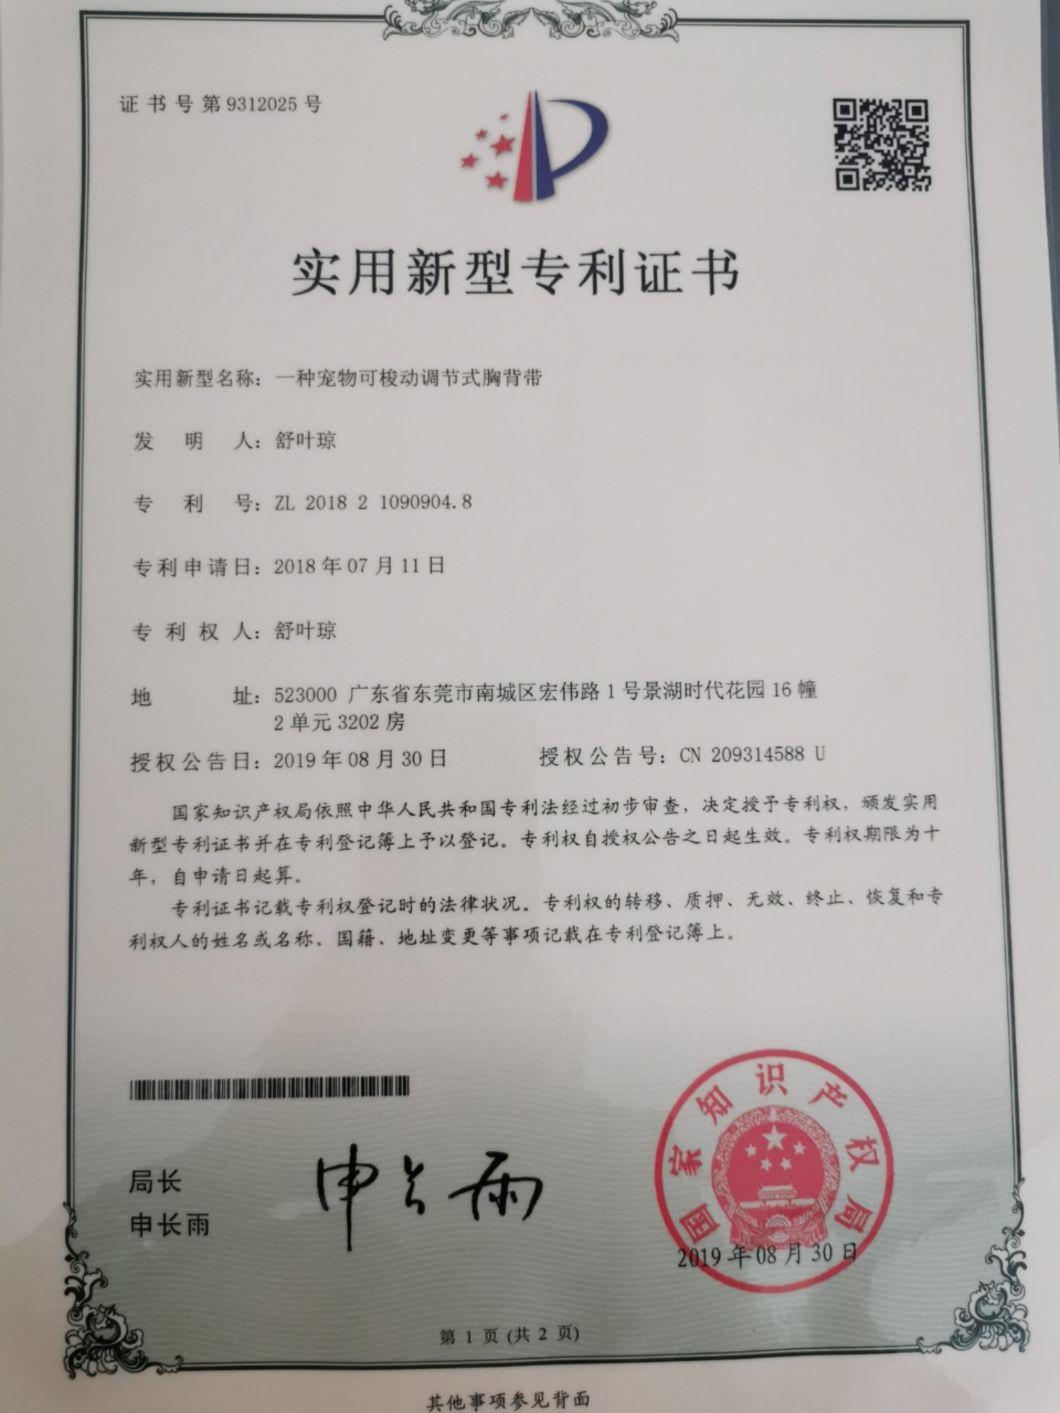 证书号第9312025号
实用新型专利证书
实用新型名称：一种宠物可梭动调节式胸背带
发明人：舒叶琼
专利号：ZL 2018 2 1090904.8
专利申请日：2018年07月11日
专利权人：舒叶琼
地址：523000 广东省东莞市南城区宏伟路1号景湖时代花园16幢
2单元3202房
授权公告日：2019年08月30日 授权公告号：CN 209314588 U
国家知识产权局依照中华人民共和国专利法经过初步审查，决定授予专利权，颁发实用
新型专利证书并在专利登记簿上予以登记。专利权自授权公告之日起生效。专利权期限为十
年，自申请日起算。
专利证书记载专利权登记时的法律状况。专利权的转移、质押、无效、终止、恢复和专
利权人的姓名或名称、国籍、地址变更等事项记载在专利登记簿上。
局长
申长雨
申长雨
国家知识产权局
2019年08月30日
第 1 页 (共 2 页)
其他事项参见背面